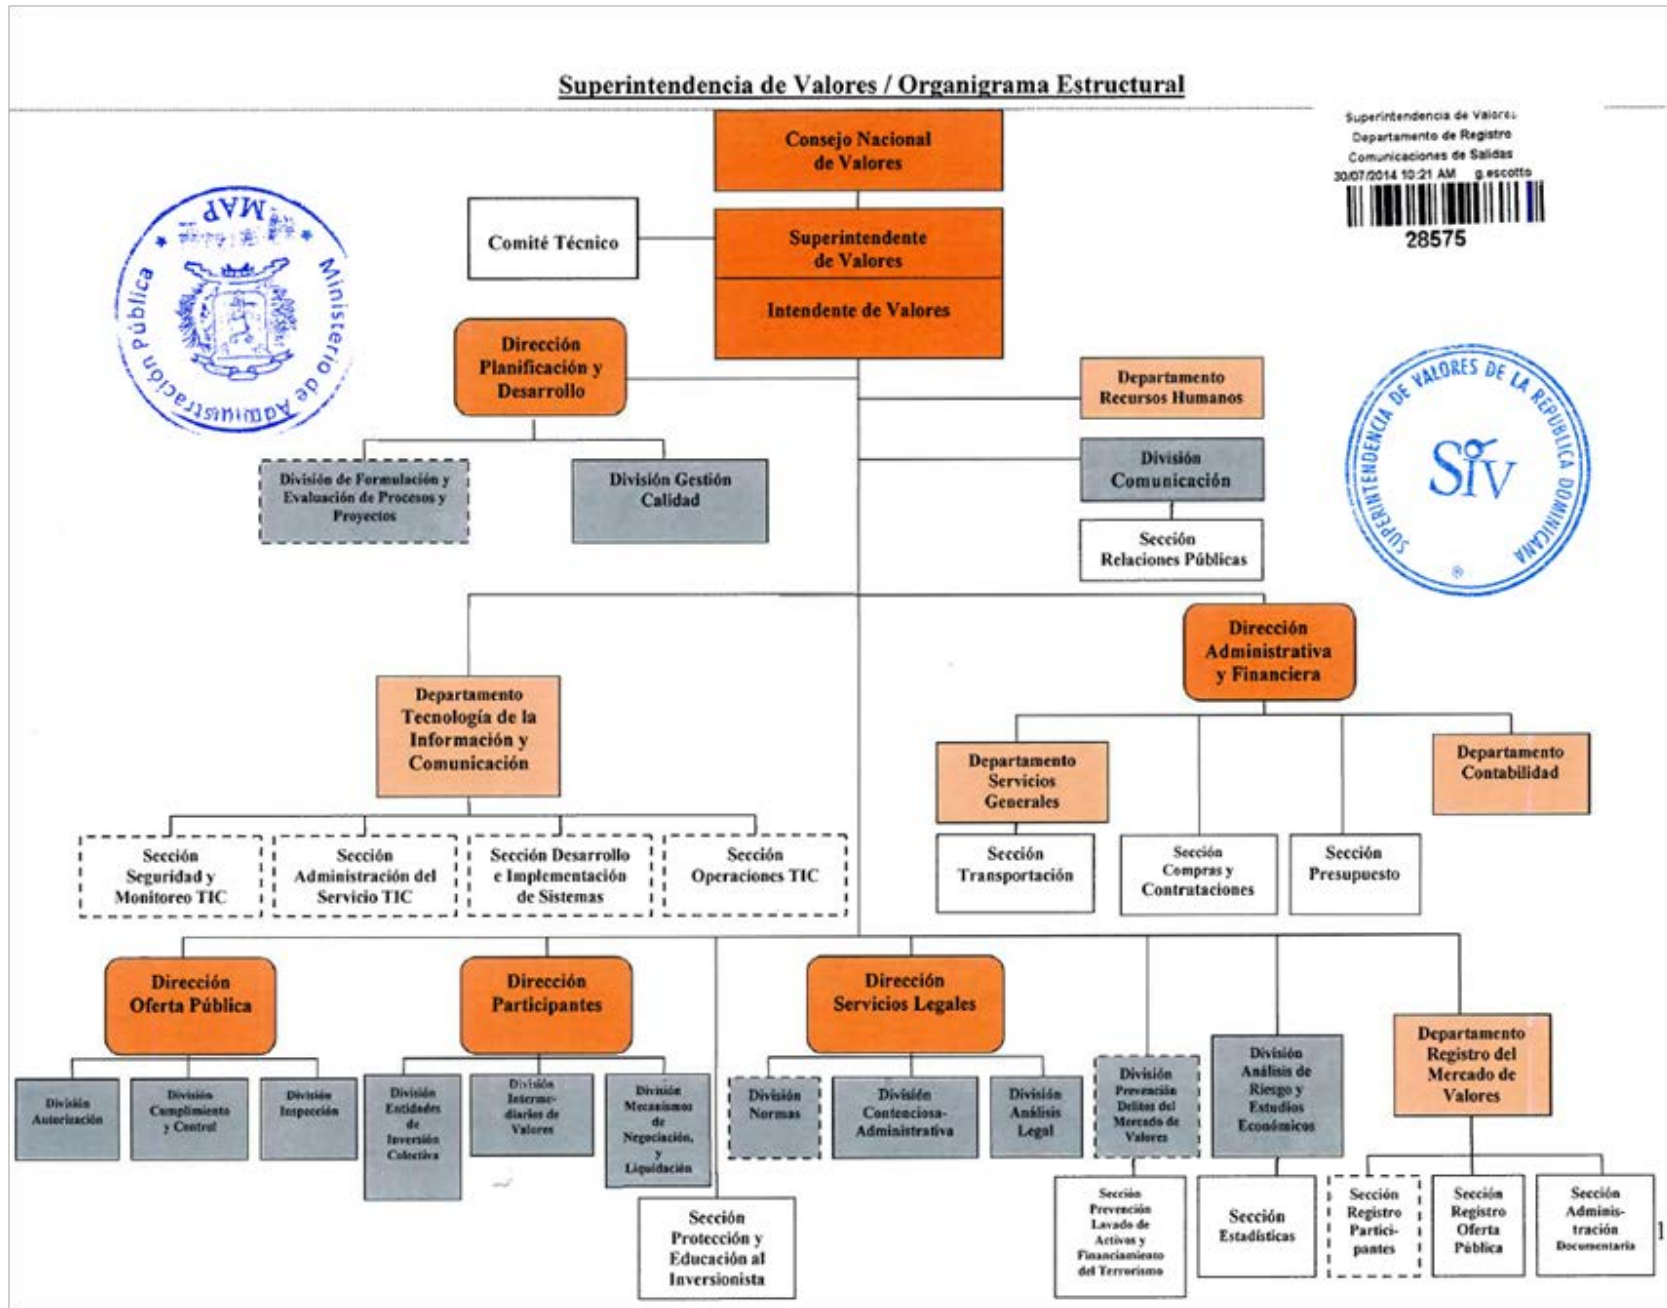 Superintendencia de Valores / Organigrama Estructural
Superintendencia de Valores
Departamento de Registro
Comunicaciones de Salidas
30/07/2014 10:21 AM g.escotto
28575
Consejo Nacional
de Valores
Comité Técnico
Superintendente
de Valores
Intendente de Valores
MAP
Ministerio de Administración Pública
Dirección
Planificación y
Desarrollo
Departamento
Recursos Humanos
SUPERINTENDENCIA DE VALORES DE LA REPUBLICA DOMINICANA
SIV
®
División de Formulación y
Evaluación de Procesos y
Proyectos
División Gestión
Calidad
División
Comunicación
Sección
Relaciones Públicas
Dirección
Administrativa
y Financiera
Departamento
Tecnología de la
Información y
Comunicación
Departamento
Servicios
Generales
Departamento
Contabilidad
Sección
Seguridad y
Monitoreo TIC
Sección
Administración del
Servicio TIC
Sección Desarrollo
e Implementación
de Sistemas
Sección
Operaciones TIC
Sección
Transportación
Sección
Compras y
Contrataciones
Sección
Presupuesto
Dirección
Oferta Pública
Dirección
Participantes
Dirección
Servicios Legales
Departamento
Registro del
Mercado de
Valores
División
Autorización
División
Cumplimiento
y Control
División
Inspección
División
Entidades
de
Inversión
Colectiva
División
Interme-
diarios de
Valores
División
Mecanismos
de
Negociación,
y
Liquidación
División
Normas
División
Contenciosa-
Administrativa
División
Análisis
Legal
División
Prevención
Delitos del
Mercado de
Valores
División
Análisis de
Riesgo y
Estudios
Económicos
Sección
Protección y
Educación al
Inversionista
Sección
Prevención
Lavado de
Activos y
Financiamiento
del Terrorismo
Sección
Estadísticas
Sección
Registro
Partici-
pantes
Sección
Registro
Oferta
Pública
Sección
Adminis-
tración
Documentaria
1